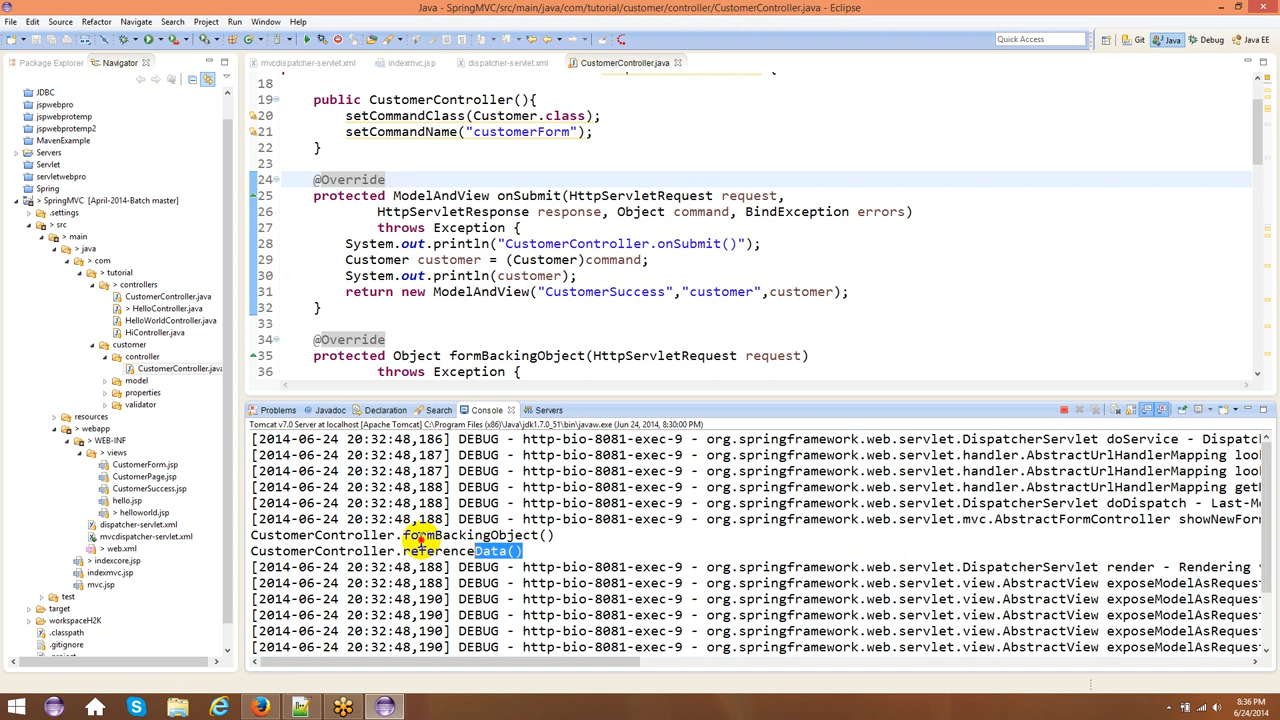 Java - SpringMVC/src/main/java/com/tutorial/customer/controller/CustomerController.java - Eclipse
File Edit Source Refactor Navigate Search Project Run Window Help
Quick Access
Git
Java
Debug
Java EE
Package Explorer
Navigator
mvcdispatcher-servlet.xml
indexmvc.jsp
dispatcher-servlet.xml
CustomerController.java
JDBC
jspwebpro
jspwebprotemp
jspwebprotemp2
MavenExample
Servers
Servlet
servletwebpro
Spring
SpringMVC [April-2014-Batch master]
.settings
> src
> main
> java
> com
> tutorial
> controllers
CustomerController.java
> HelloController.java
HelloWorldController.java
HiController.java
customer
controller
CustomerController.java
model
properties
validator
resources
> webapp
> WEB-INF
> views
CustomerForm.jsp
CustomerPage.jsp
CustomerSuccess.jsp
hello.jsp
> helloworld.jsp
dispatcher-servlet.xml
mvcdispatcher-servlet.xml
> web.xml
> indexcore.jsp
indexmvc.jsp
mvc.jsp
> test
target
workspaceH2K
.classpath
.gitignore
18
19 public CustomerController(){
20 setCommandClass(Customer.class);
21 setCommandName("customerForm");
22 }
23
24 @Override
25 protected ModelAndView onSubmit(HttpServletRequest request,
26 HttpServletResponse response, Object command, BindException errors)
27 throws Exception {
28 System.out.println("CustomerController.onSubmit()");
29 Customer customer = (Customer)command;
30 System.out.println(customer);
31 return new ModelAndView("CustomerSuccess","customer",customer);
32 }
33
34 @Override
35 protected Object formBackingObject(HttpServletRequest request)
36 throws Exception {
Problems
Javadoc
Declaration
Search
Console
Servers
Tomcat v7.0 Server at localhost [Apache Tomcat] C:\Program Files\Java\jdk1.7.0_51\bin\javaw.exe (Jun 24, 2014, 8:30:00 PM)
[2014-06-24 20:32:48,186] DEBUG - http-bio-8081-exec-9 - org.springframework.web.servlet.DispatcherServlet doService - Dispatc
[2014-06-24 20:32:48,187] DEBUG - http-bio-8081-exec-9 - org.springframework.web.servlet.handler.AbstractUrlHandlerMapping loo
[2014-06-24 20:32:48,187] DEBUG - http-bio-8081-exec-9 - org.springframework.web.servlet.handler.AbstractUrlHandlerMapping loo
[2014-06-24 20:32:48,188] DEBUG - http-bio-8081-exec-9 - org.springframework.web.servlet.handler.AbstractUrlHandlerMapping get
[2014-06-24 20:32:48,188] DEBUG - http-bio-8081-exec-9 - org.springframework.web.servlet.DispatcherServlet doDispatch - Last-Mo
[2014-06-24 20:32:48,188] DEBUG - http-bio-8081-exec-9 - org.springframework.web.servlet.mvc.AbstractFormController showNewForm
CustomerController.formBackingObject()
CustomerController.referenceData()
[2014-06-24 20:32:48,188] DEBUG - http-bio-8081-exec-9 - org.springframework.web.servlet.DispatcherServlet render - Rendering v
[2014-06-24 20:32:48,190] DEBUG - http-bio-8081-exec-9 - org.springframework.web.servlet.view.AbstractView exposeModelAsReques
[2014-06-24 20:32:48,190] DEBUG - http-bio-8081-exec-9 - org.springframework.web.servlet.view.AbstractView exposeModelAsReques
[2014-06-24 20:32:48,190] DEBUG - http-bio-8081-exec-9 - org.springframework.web.servlet.view.AbstractView exposeModelAsReques
[2014-06-24 20:32:48,190] DEBUG - http-bio-8081-exec-9 - org.springframework.web.servlet.view.AbstractView exposeModelAsReques
[2014-06-24 20:32:48,190] DEBUG - http-bio-8081-exec-9 - org.springframework.web.servlet.view.AbstractView exposeModelAsReques
8:36 PM
6/24/2014